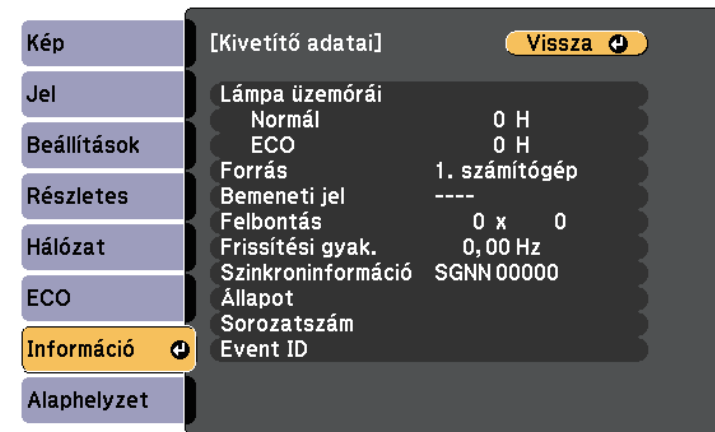 Kép
Jel
Beállítások
Részletes
Hálózat
ECO
Információ
Alaphelyzet
[Kivetítő adatai] Vissza
Lámpa üzemórái
Normál 0 H
ECO 0 H
Forrás 1. számítógép
Bemeneti jel ----
Felbontás 0 x 0
Frissítési gyak. 0,00 Hz
Szinkroninformáció SGNN 00000
Állapot
Sorozatszám
Event ID